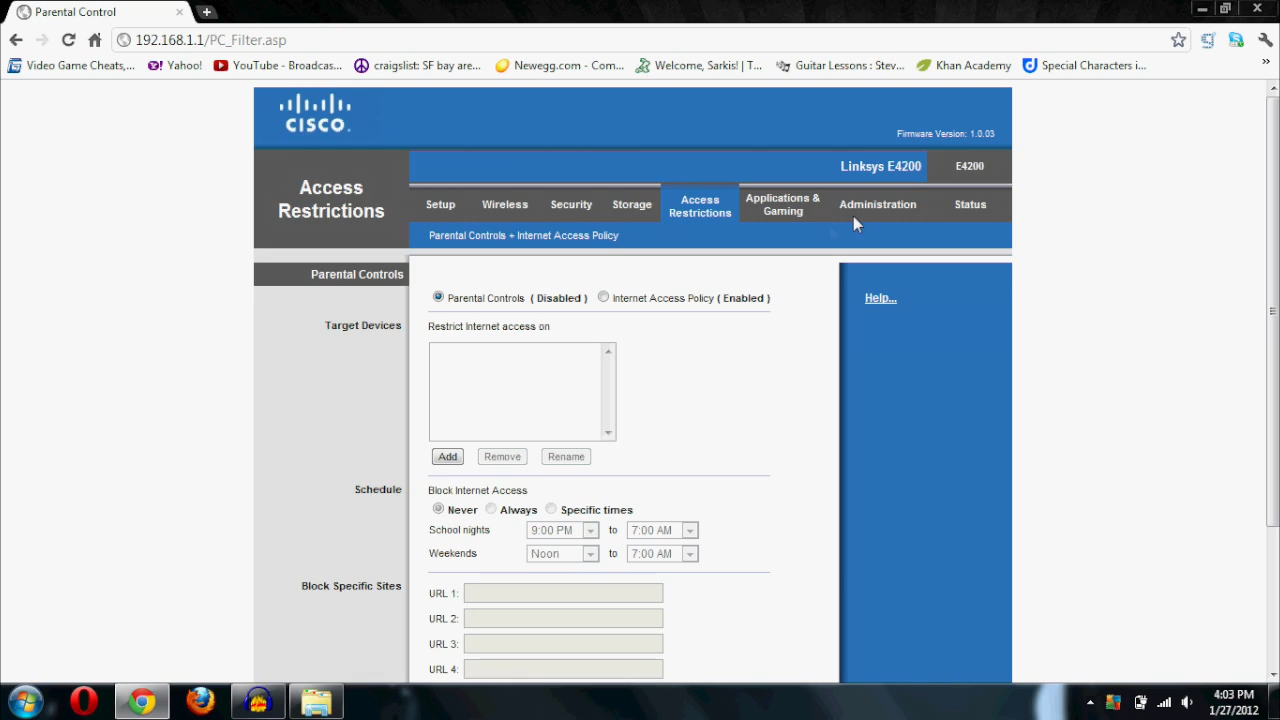 Parental Control
192.168.1.1/PC_Filter.asp
Video Game Cheats,...
Yahoo!
YouTube - Broadcas...
craigslist: SF bay are...
Newegg.com - Com...
Welcome, Sarkis! | T...
Guitar Lessons : Stev...
Khan Academy
Special Characters i...
»
CISCO.
Firmware Version: 1.0.03
Linksys E4200
E4200
Access
Restrictions
Setup
Wireless
Security
Storage
Access
Restrictions
Applications &
Gaming
Administration
Status
Parental Controls + Internet Access Policy
Parental Controls
Parental Controls ( Disabled ) Internet Access Policy ( Enabled )
Help...
Target Devices
Restrict Internet access on
Add Remove Rename
Schedule
Block Internet Access
Never Always Specific times
School nights 9:00 PM to 7:00 AM
Weekends Noon to 7:00 AM
Block Specific Sites
URL 1:
URL 2:
URL 3:
URL 4:
4:03 PM
1/27/2012